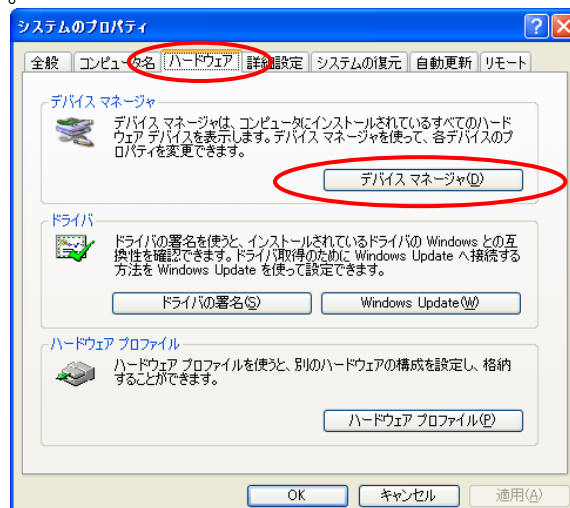 。
システムのプロパティ
全般 コンピュータ名 ハードウェア 詳細設定 システムの復元 自動更新 リモート
デバイス マネージャ
デバイス マネージャは、コンピュータにインストールされているすべてのハード
ウェア デバイスを表示します。デバイス マネージャを使って、各デバイスのプ
ロパティを変更できます。
デバイス マネージャ(D)
ドライバ
ドライバの署名を使うと、インストールされているドライバの Windows との互
換性を確認できます。ドライバ取得のために Windows Update へ接続する
方法を Windows Update を使って設定できます。
ドライバの署名(S) Windows Update(W)
ハードウェア プロファイル
ハードウェア プロファイルを使うと、別のハードウェアの構成を設定し、格納
することができます。
ハードウェア プロファイル(P)
OK キャンセル 適用(A)